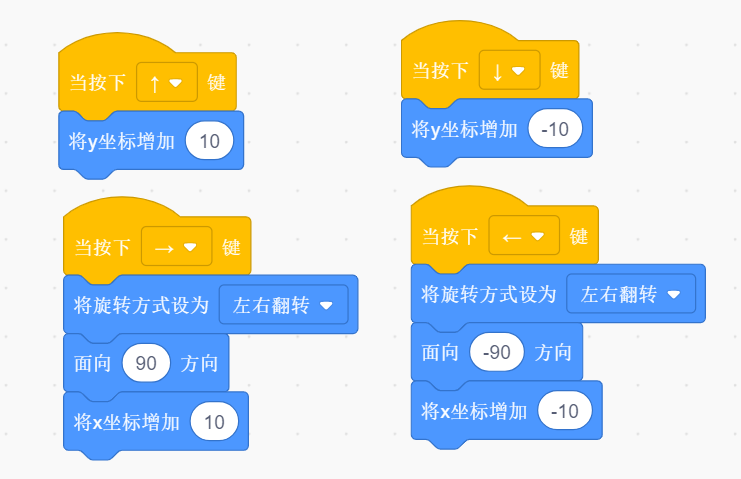 当按下 ↑ 键
将y坐标增加 10
当按下 ↓ 键
将y坐标增加 -10
当按下 → 键
将旋转方式设为 左右翻转
面向 90 方向
将x坐标增加 10
当按下 ← 键
将旋转方式设为 左右翻转
面向 -90 方向
将x坐标增加 -10